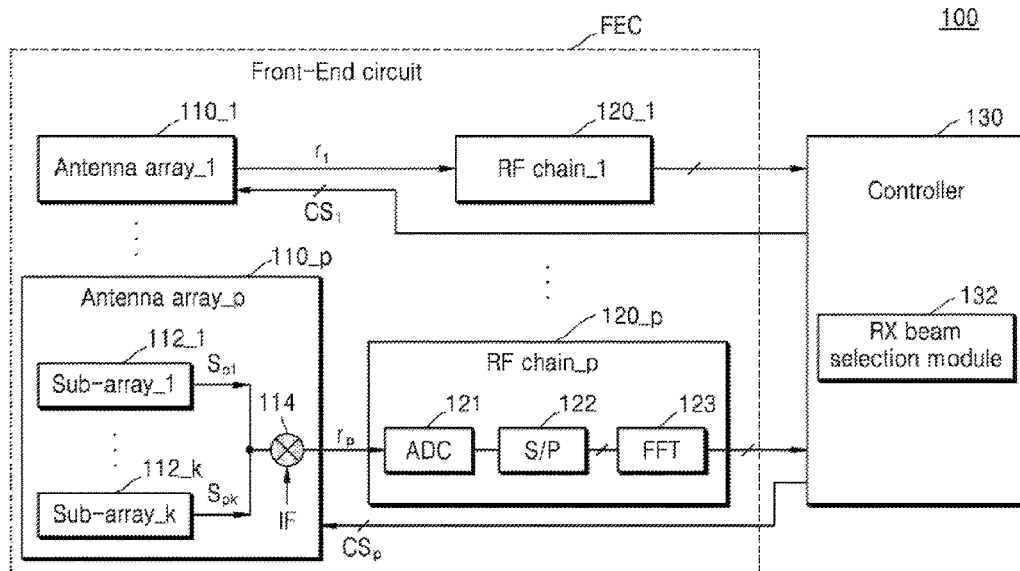 100
FEC
Front-End circuit
110_1
120_1
130
Antenna array_1
r1
RF chain_1
CS1
Controller
110_p
Antenna array_p
120_p
132
RX beam
selection module
112_1
Sub-array_1
Sp1
RF chain_p
114
121
122
123
rp
ADC
S/P
FFT
112_k
Sub-array_k
Spk
IF
CSp